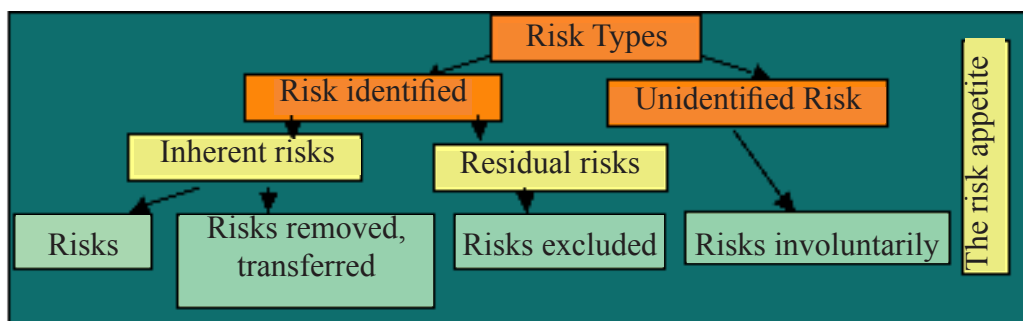 Risk Types
Risk identified
Unidentified Risk
Inherent risks
Residual risks
Risks
Risks removed,
transferred
Risks excluded
Risks involuntarily
The risk appetite